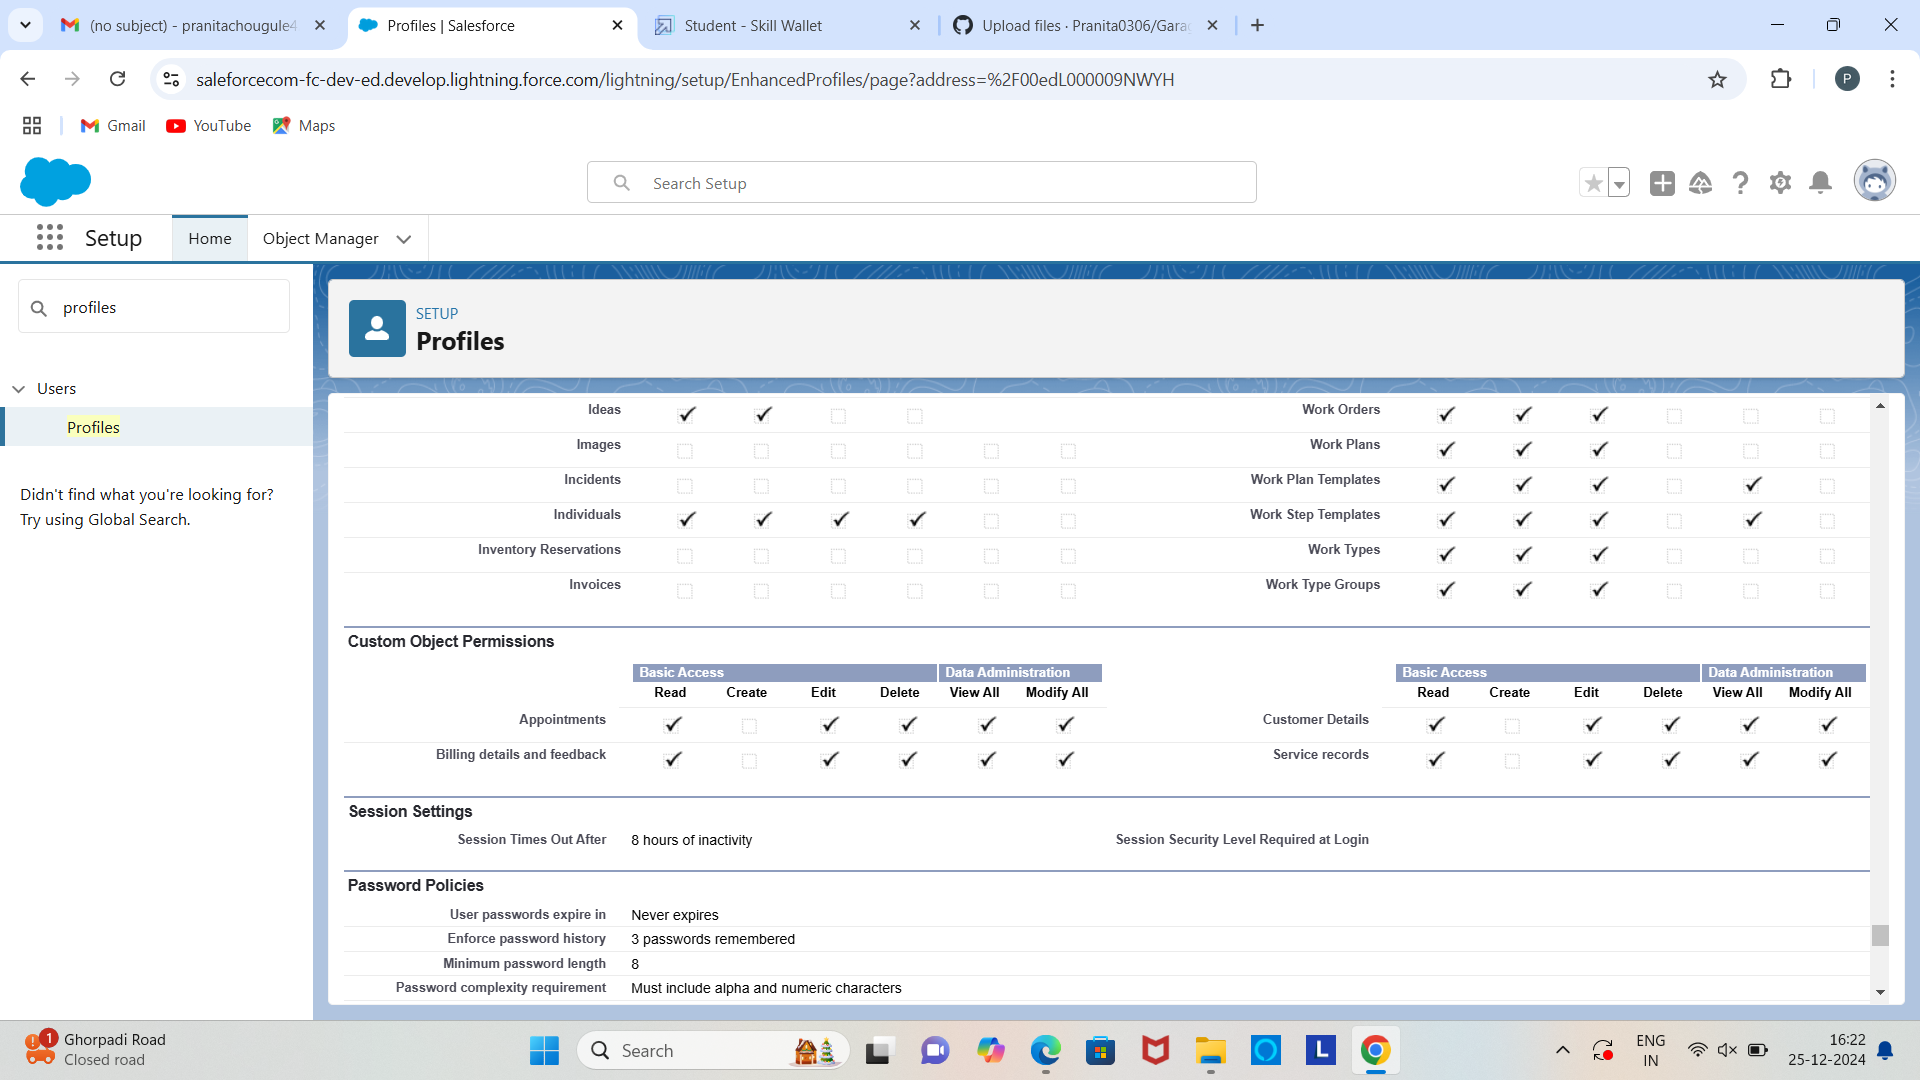 (no subject) - pranitachougule4
Profiles | Salesforce
Student - Skill Wallet
Upload files · Pranita0306/Garag
saleforcecom-fc-dev-ed.develop.lightning.force.com/lightning/setup/EnhancedProfiles/page?address=%2F00edL000009NWYH
P
Gmail
YouTube
Maps
Search Setup
Setup
Home
Object Manager
profiles
Users
Profiles
Didn't find what you're looking for?
Try using Global Search.
SETUP
Profiles
Ideas
Work Orders
Images
Work Plans
Incidents
Work Plan Templates
Individuals
Work Step Templates
Inventory Reservations
Work Types
Invoices
Work Type Groups
Custom Object Permissions
Basic Access
Data Administration
Basic Access
Data Administration
Read Create Edit Delete View All Modify All
Read Create Edit Delete View All Modify All
Appointments
Customer Details
Billing details and feedback
Service records
Session Settings
Session Times Out After 8 hours of inactivity
Session Security Level Required at Login
Password Policies
User passwords expire in Never expires
Enforce password history 3 passwords remembered
Minimum password length 8
Password complexity requirement Must include alpha and numeric characters
1
Ghorpadi Road
Closed road
Search
L
ENG
IN
16:22
25-12-2024